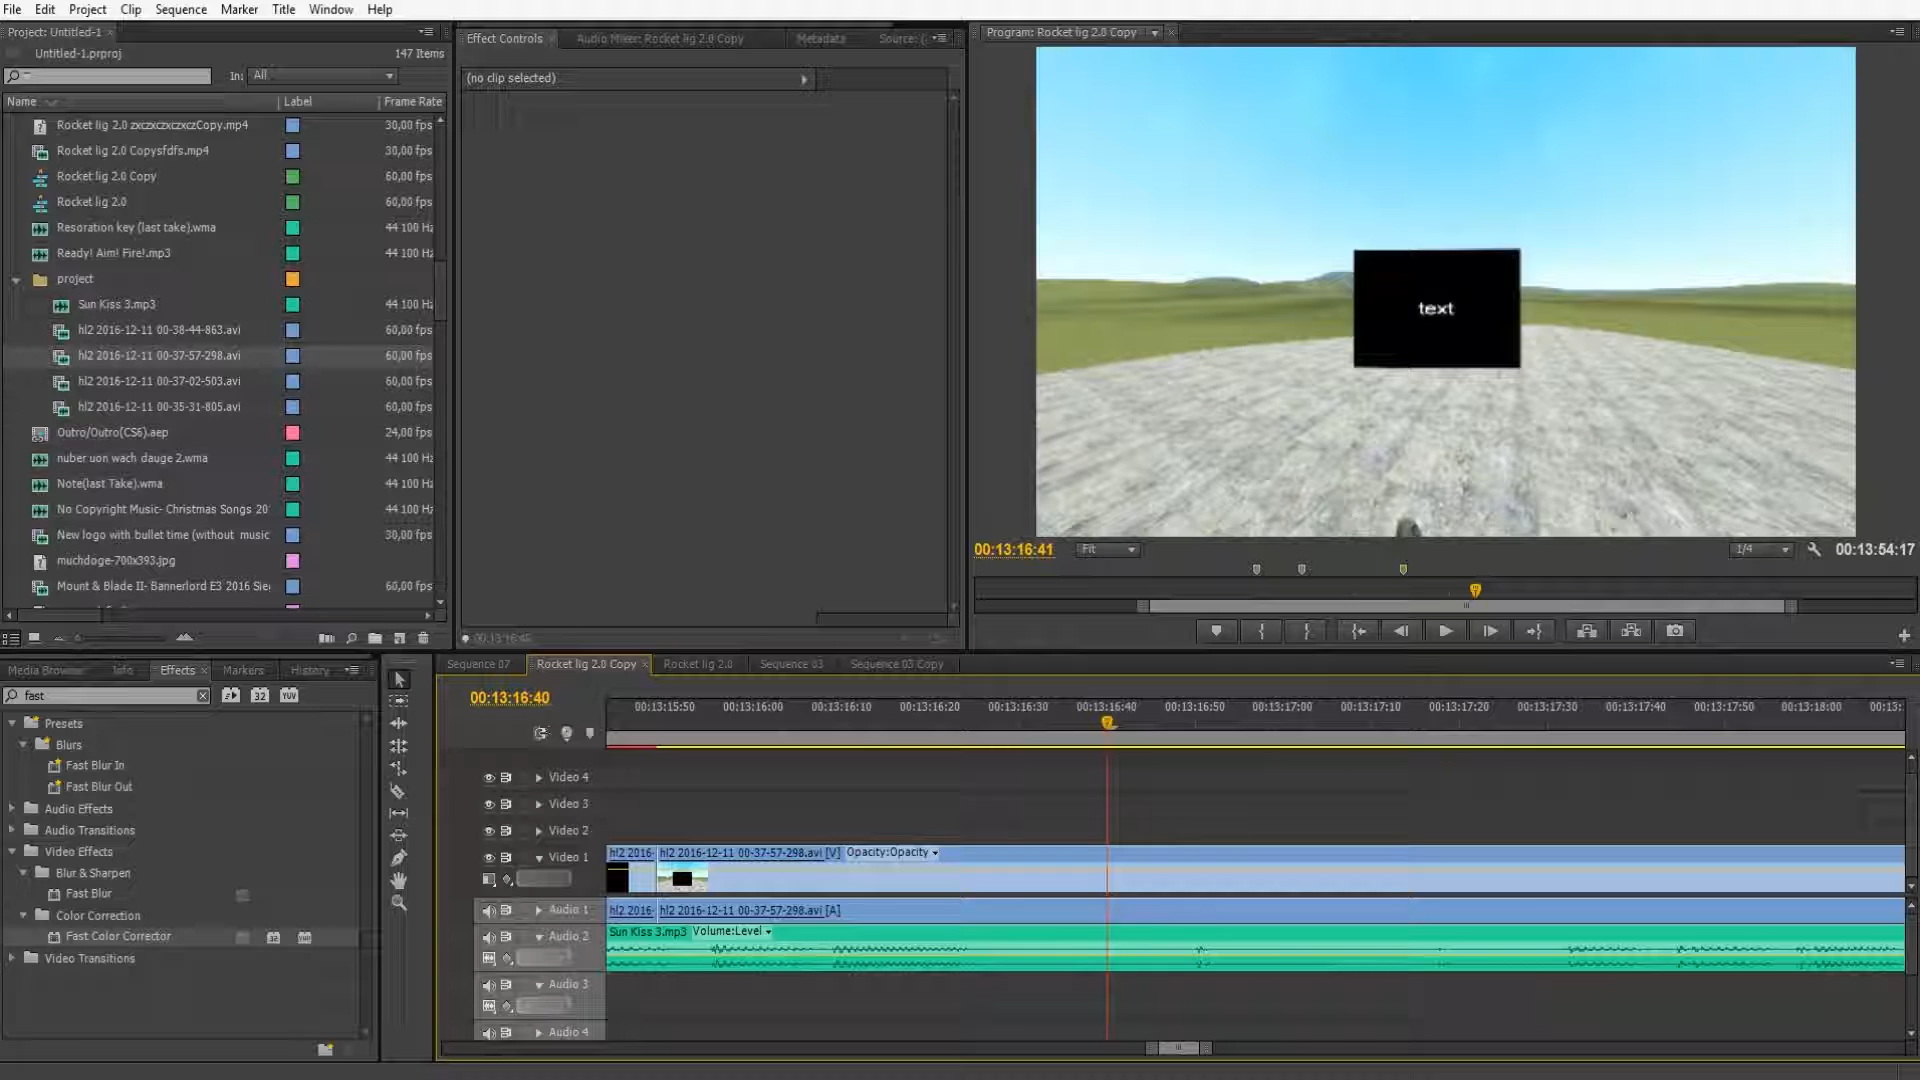 File Edit Project Clip Sequence Marker Title Window Help
Project: Untitled-1
Untitled-1.prproj 147 Items
In: All
Name Label Frame Rate
Rocket lig 2.0 zxczxczxczxczCopy.mp4 30,00 fps
Rocket lig 2.0 Copysfdfs.mp4 30,00 fps
Rocket lig 2.0 Copy 60,00 fps
Rocket lig 2.0 60,00 fps
Resoration key (last take).wma 44 100 Hz
Ready! Aim! Fire!.mp3 44 100 Hz
project
Sun Kiss 3.mp3 44 100 Hz
hl2 2016-12-11 00-38-44-863.avi 60,00 fps
hl2 2016-12-11 00-37-57-298.avi 60,00 fps
hl2 2016-12-11 00-37-02-503.avi 60,00 fps
hl2 2016-12-11 00-35-31-805.avi 60,00 fps
Outro/Outro(CS6).aep 24,00 fps
nuber uon wach dauge 2.wma 44 100 Hz
Note(last Take).wma 44 100 Hz
No Copyright Music- Christmas Songs 20 44 100 Hz
New logo with bullet time (without music 30,00 fps
muchdoge-700x393.jpg
Mount & Blade II- Bannerlord E3 2016 Sie 60,00 fps
Effect Controls Audio Mixer: Rocket lig 2.0 Copy Metadata Source: (
(no clip selected)
Program: Rocket lig 2.0 Copy
text
00:13:16:41 Fit 1/4 00:13:54:17
Media Browse Info Effects Markers History
fast
32 YUV
Presets
Blurs
Fast Blur In
Fast Blur Out
Audio Effects
Audio Transitions
Video Effects
Blur & Sharpen
Fast Blur
Color Correction
Fast Color Corrector
Video Transitions
Sequence 07 Rocket lig 2.0 Copy Rocket lig 2.0 Sequence 03 Sequence 03 Copy
00:13:16:40
00:13:15:50 00:13:16:00 00:13:16:10 00:13:16:20 00:13:16:30 00:13:16:40 00:13:16:50 00:13:17:00 00:13:17:10 00:13:17:20 00:13:17:30 00:13:17:40 00:13:17:50 00:13:18:00 00:13:
Video 4
Video 3
Video 2
Video 1 hl2 2016- hl2 2016-12-11 00-37-57-298.avi [V] Opacity:Opacity
Audio 1 hl2 2016- hl2 2016-12-11 00-37-57-298.avi [A]
Audio 2 Sun Kiss 3.mp3 Volume:Level
Audio 3
Audio 4